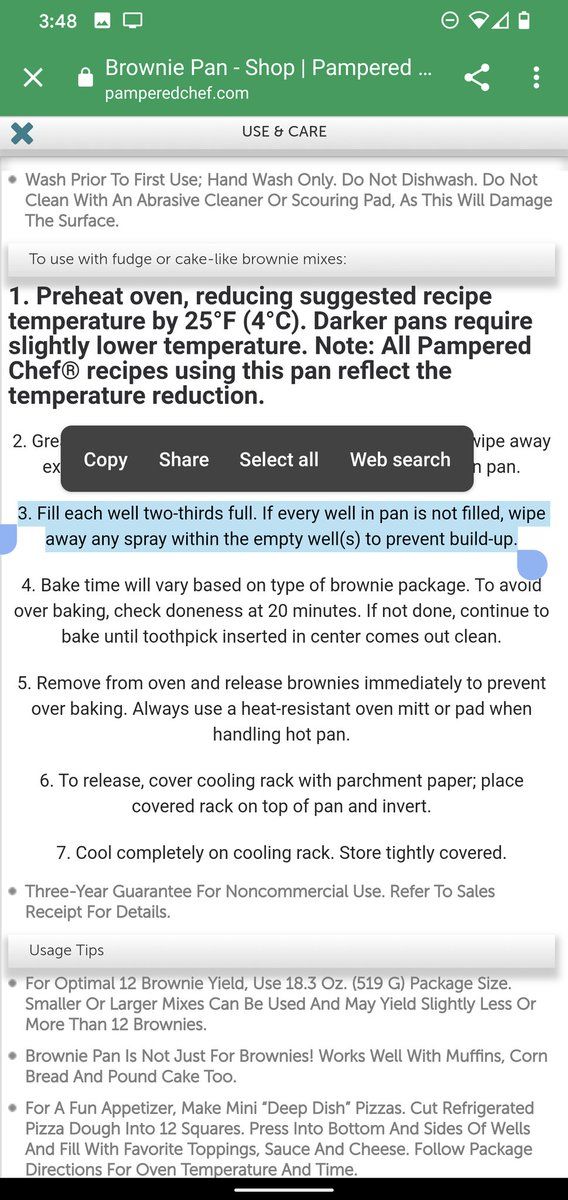 3:48
Brownie Pan - Shop | Pampered ...
pamperedchef.com
USE & CARE
Wash Prior To First Use; Hand Wash Only. Do Not Dishwash. Do Not
Clean With An Abrasive Cleaner Or Scouring Pad, As This Will Damage
The Surface.
To use with fudge or cake-like brownie mixes:
1. Preheat oven, reducing suggested recipe
temperature by 25°F (4°C). Darker pans require
slightly lower temperature. Note: All Pampered
Chef® recipes using this pan reflect the
temperature reduction.
2. Gre wipe away
ex n pan.
Copy Share Select all Web search
3. Fill each well two-thirds full. If every well in pan is not filled, wipe
away any spray within the empty well(s) to prevent build-up.
4. Bake time will vary based on type of brownie package. To avoid
over baking, check doneness at 20 minutes. If not done, continue to
bake until toothpick inserted in center comes out clean.
5. Remove from oven and release brownies immediately to prevent
over baking. Always use a heat-resistant oven mitt or pad when
handling hot pan.
6. To release, cover cooling rack with parchment paper; place
covered rack on top of pan and invert.
7. Cool completely on cooling rack. Store tightly covered.
Three-Year Guarantee For Noncommercial Use. Refer To Sales
Receipt For Details.
Usage Tips
For Optimal 12 Brownie Yield, Use 18.3 Oz. (519 G) Package Size.
Smaller Or Larger Mixes Can Be Used And May Yield Slightly Less Or
More Than 12 Brownies.
Brownie Pan Is Not Just For Brownies! Works Well With Muffins, Corn
Bread And Pound Cake Too.
For A Fun Appetizer, Make Mini “Deep Dish” Pizzas. Cut Refrigerated
Pizza Dough Into 12 Squares. Press Into Bottom And Sides Of Wells
And Fill With Favorite Toppings, Sauce And Cheese. Follow Package
Directions For Oven Temperature And Time.